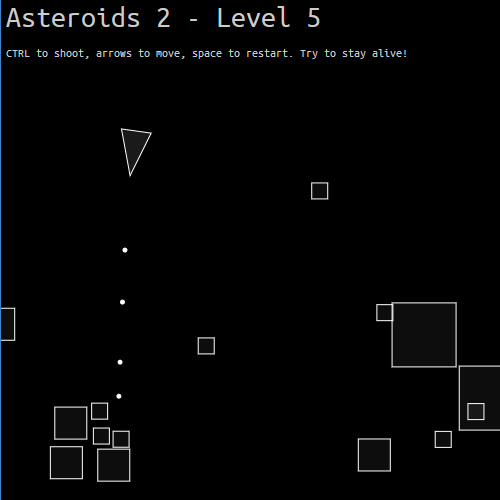 Asteroids 2 - Level 5
CTRL to shoot, arrows to move, space to restart. Try to stay alive!